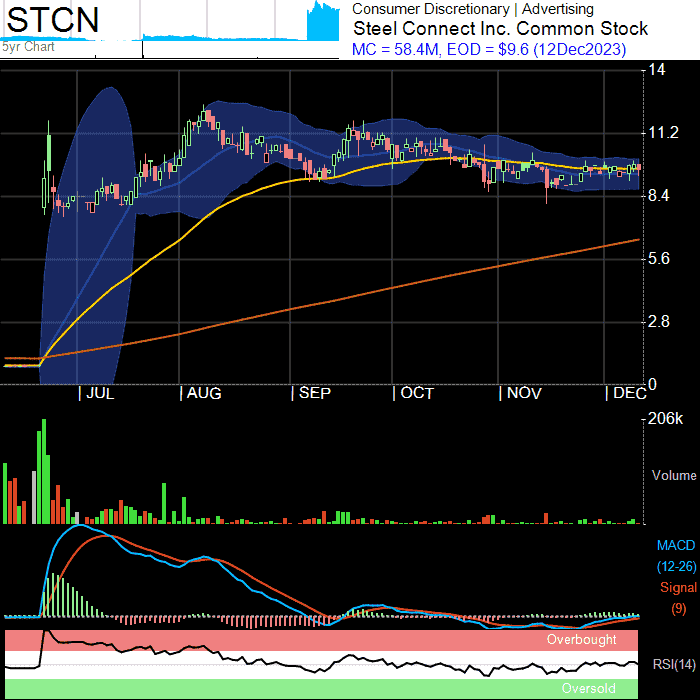 STCN
5yr Chart
Consumer Discretionary | Advertising
Steel Connect Inc. Common Stock
MC = 58.4M, EOD = $9.6 (12Dec2023)
14
11.2
8.4
5.6
2.8
0
| JUL | AUG | SEP | OCT | NOV | DEC
206k
Volume
MACD
(12-26)
Signal
(9)
Overbought
RSI(14)
Oversold